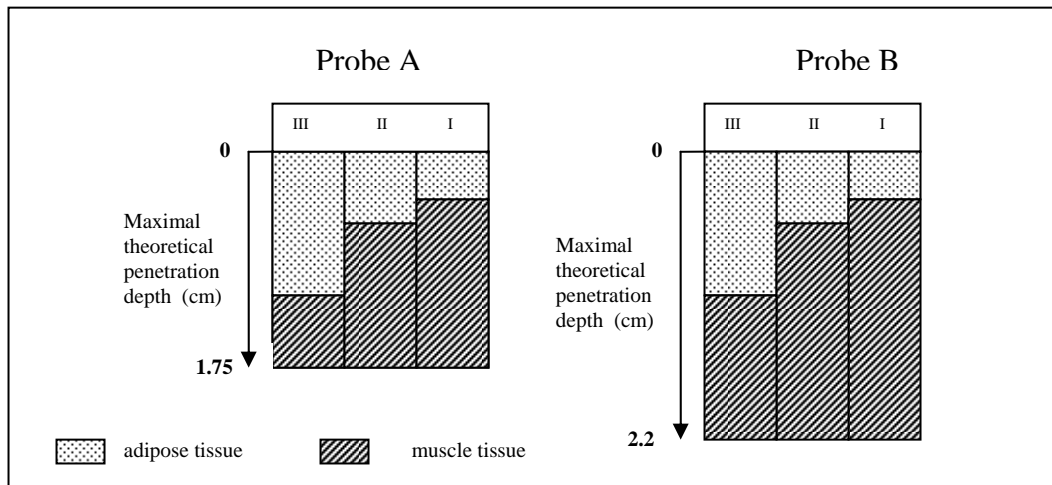 Probe A
III II I
0
Maximal
theoretical
penetration
depth (cm)
1.75
Probe B
III II I
0
Maximal
theoretical
penetration
depth (cm)
2.2
adipose tissue
muscle tissue